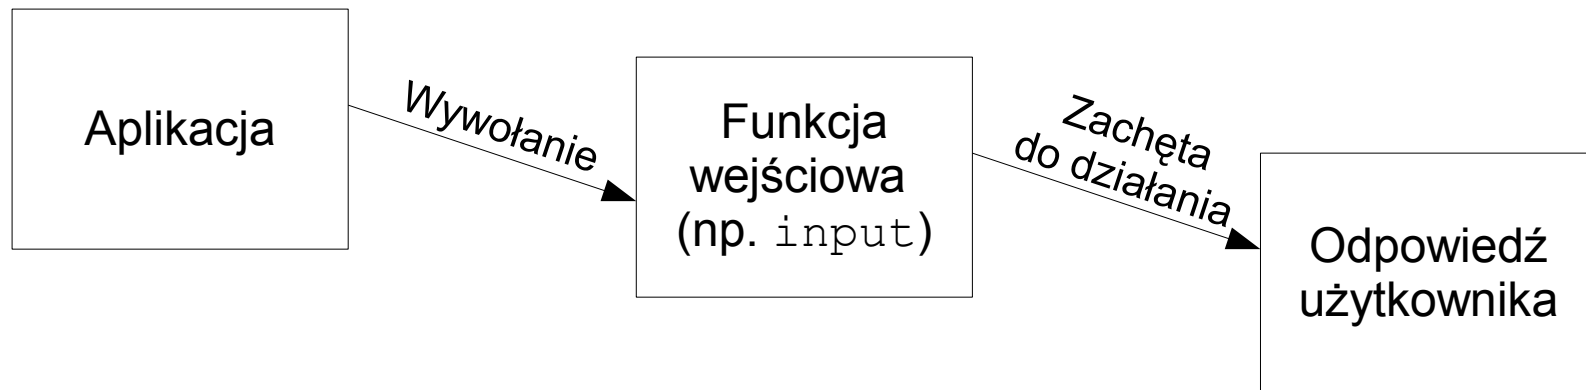 Aplikacja
Wywołanie
Funkcja
wejściowa
(np. input)
Zachęta
do działania
Odpowiedź
użytkownika